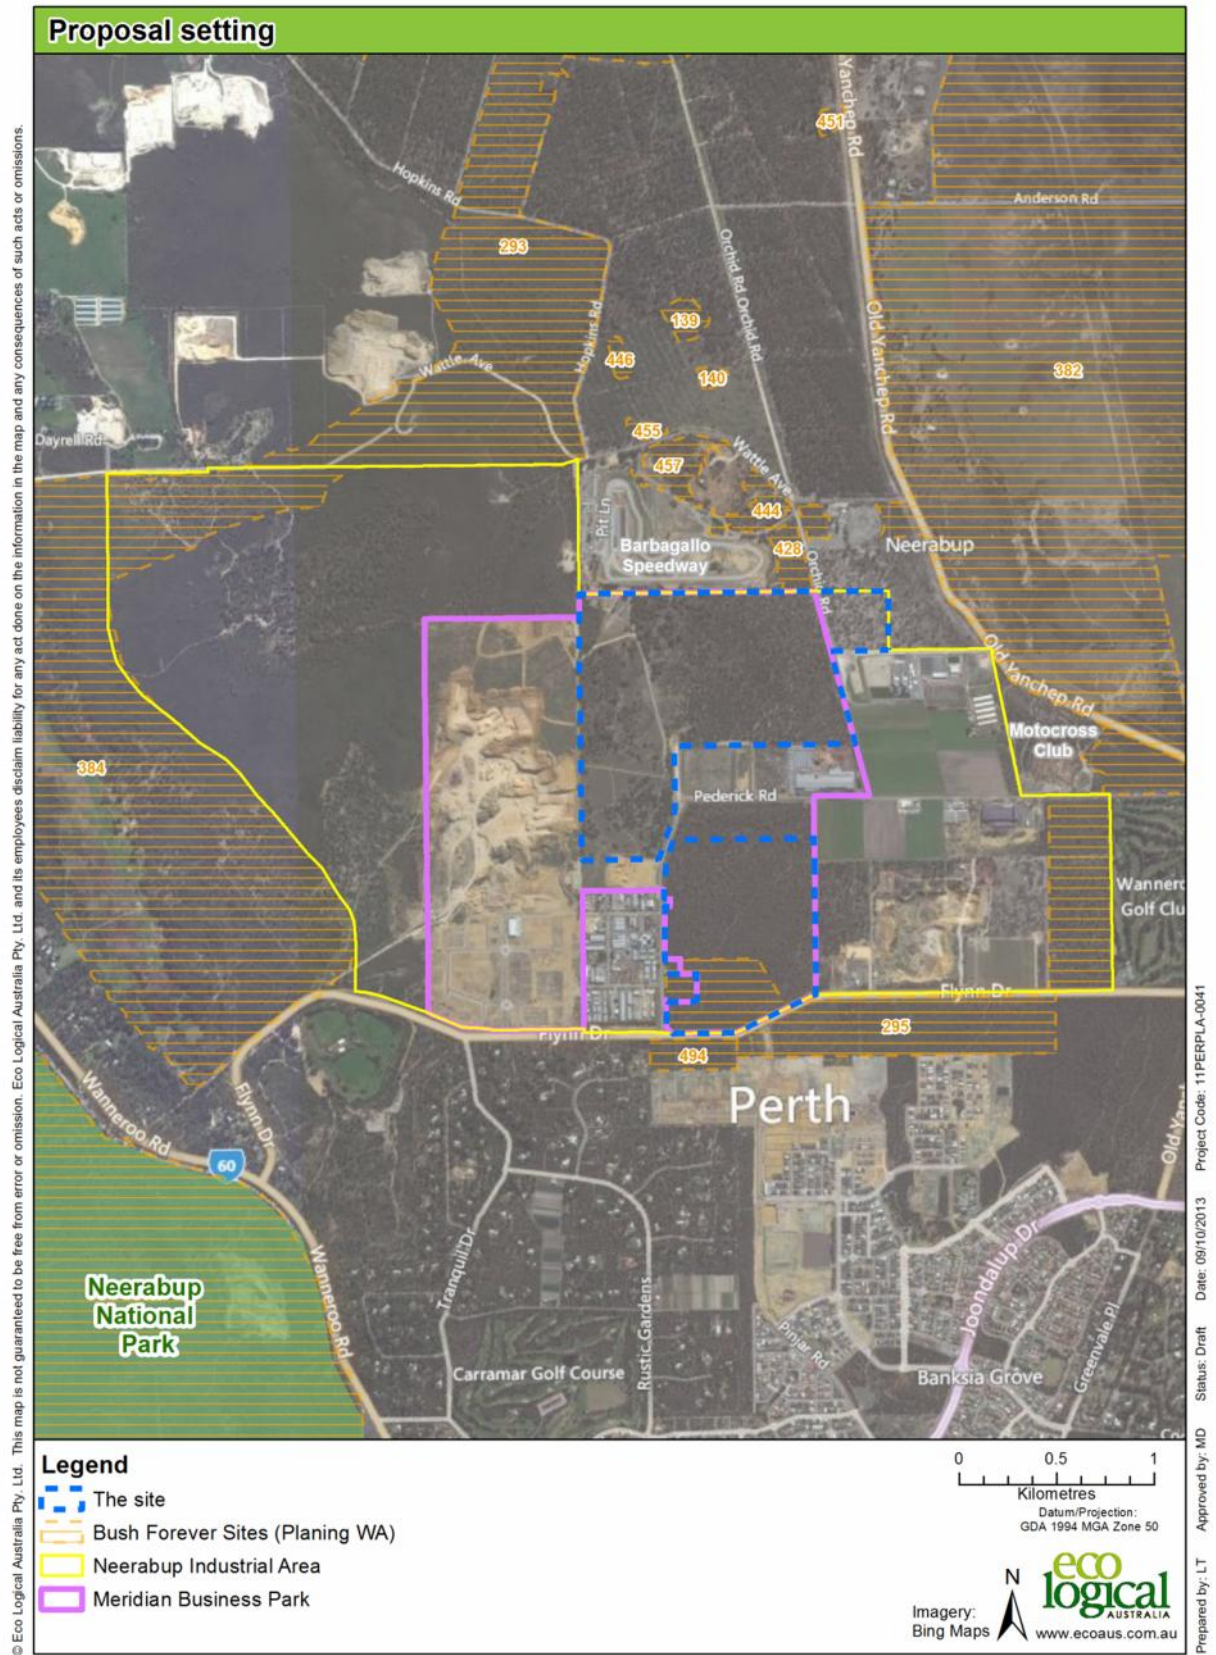 Proposal setting
Yanchep Rd
451
Hopkins Rd
Anderson Rd
293
Orchid Rd Orchid Rd
139
Hopkins Rd
Old Yanchep Rd
446
140
382
Wattle Ave
455
Dayrell Rd
457
Wattle Ave
444
Pit Ln
Barbagallo
Speedway
428
Neerabup
Orchid Rd
Old Yanchep Rd
Motocross
Club
384
Pederick Rd
Wannero
Golf Clu
Flynn Dr
Flynn Dr
295
494
Perth
Wanneroo Rd
Flynn Dr
60
Old Yan
Tranquil Dr
Wanneroo Rd
Joondalup Dr
Neerabup
National
Park
Rustic Gardens
Pinjar Rd
Greenvale Pl
Carramar Golf Course
Banksia Grove
Co
Legend
The site
Bush Forever Sites (Planing WA)
Neerabup Industrial Area
Meridian Business Park
0 0.5 1
Kilometres
Datum/Projection:
GDA 1994 MGA Zone 50
N
Imagery:
Bing Maps
eco
logical
AUSTRALIA
www.ecoaus.com.au
© Eco Logical Australia Pty. Ltd. This map is not guaranteed to be free from error or omission. Eco Logical Australia Pty. Ltd. and its employees disclaim liability for any act done on the information in the map and any consequences of such acts or omissions.
Prepared by: LT Approved by: MD Status: Draft Date: 09/10/2013 Project Code: 11PERPLA-0041